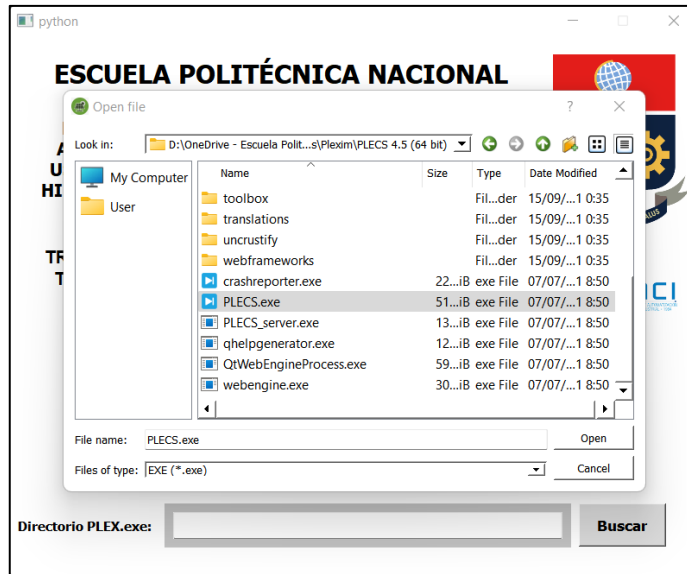 python
ESCUELA POLITÉCNICA NACIONAL
Open file
Look in: D:\OneDrive - Escuela Polit...s\Plexim\PLECS 4.5 (64 bit)
My Computer
User
Name Size Type Date Modified
toolbox Fil...der 15/09/...1 0:35
translations Fil...der 15/09/...1 0:35
uncrustify Fil...der 15/09/...1 0:35
webframeworks Fil...der 15/09/...1 0:35
crashreporter.exe 22...iB exe File 07/07/...1 8:50
PLECS.exe 51...iB exe File 07/07/...1 8:50
PLECS_server.exe 13...iB exe File 07/07/...1 8:50
qhelpgenerator.exe 12...iB exe File 07/07/...1 8:50
QtWebEngineProcess.exe 59...iB exe File 07/07/...1 8:50
webengine.exe 30...iB exe File 07/07/...1 8:50
A
U
HI
TR
T
File name: PLECS.exe Open
Files of type: EXE (*.exe) Cancel
Directorio PLEX.exe: Buscar